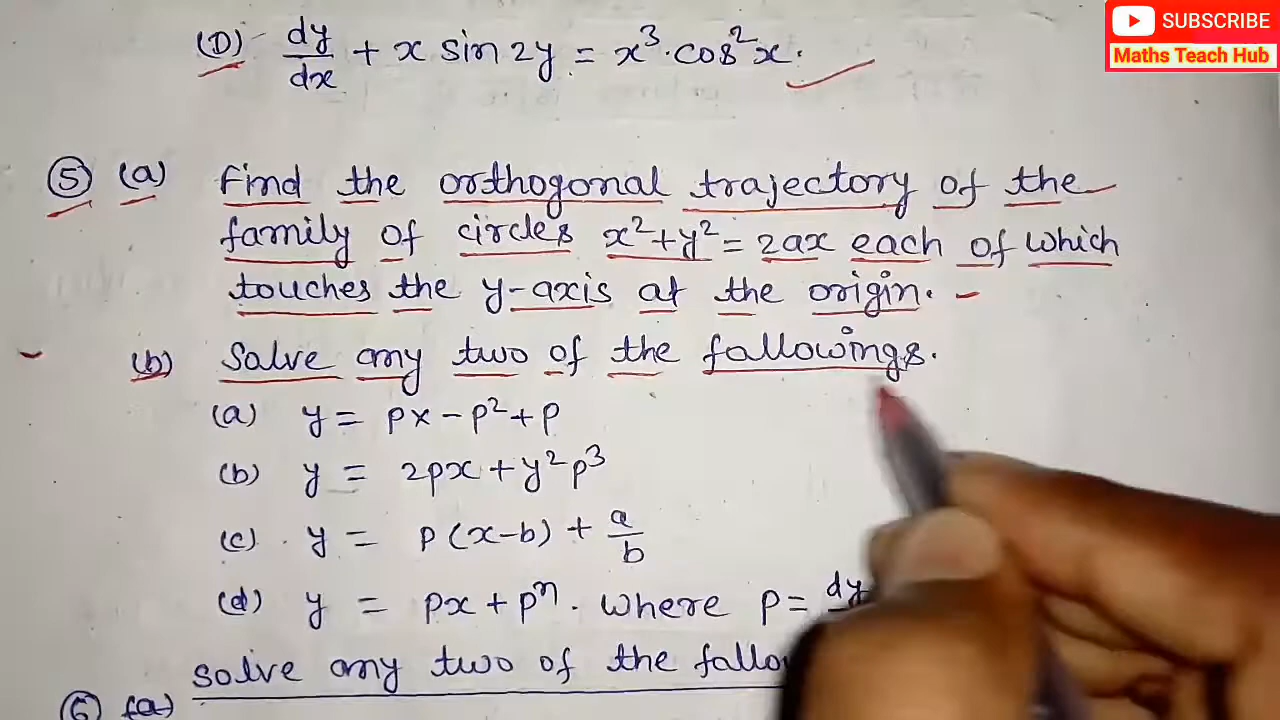 SUBSCRIBE
Maths Teach Hub
(D) dy/dx + x sin 2y = x³·cos²x.
⑤ (a) Find the orthogonal trajectory of the
family of circles x²+y² = 2ax each of which
touches the y-axis at the origin.
(b) Solve any two of the followings.
(a) y = px - p² + p
(b) y = 2px + y²p³
(c) y = p(x-b) + a/b
(d) y = px + pⁿ. where p = dy
solve any two of the
⑥ (a)